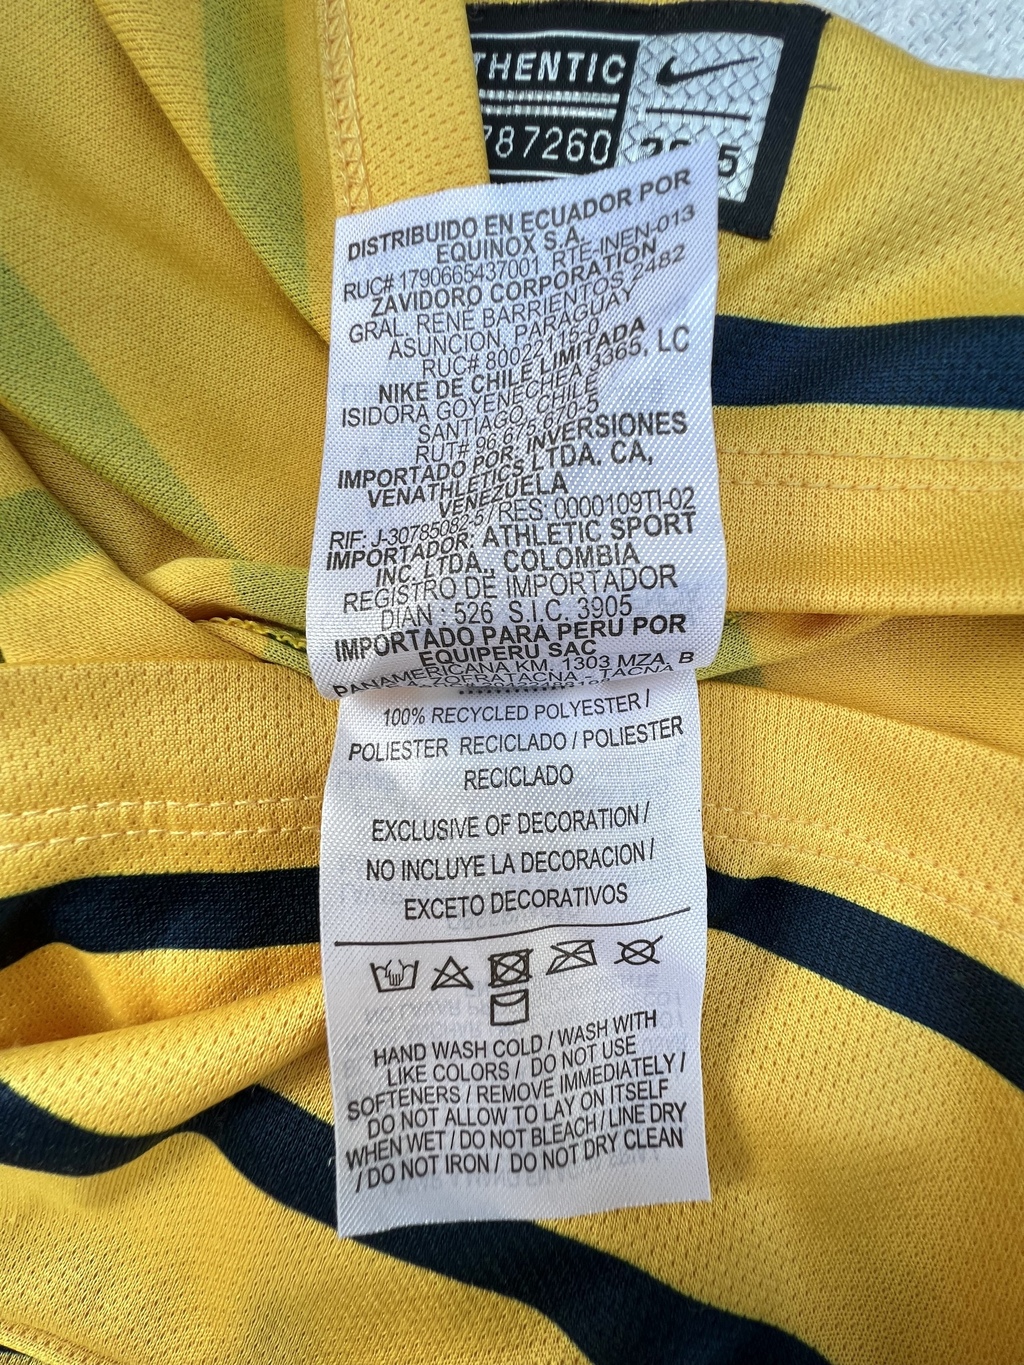 THENTIC
787260
DISTRIBUIDO EN ECUADOR POR
EQUINOX S.A.
RUC# 1790665437001 RTE-INEN-013
ZAVIDORO CORPORATION
GRAL. RENE BARRIENTOS 2482
ASUNCION, PARAGUAY
RUC# 80022115-0
NIKE DE CHILE LIMITADA
ISIDORA GOYENECHEA 3365, LC
SANTIAGO, CHILE
RUT# 96.675.670-5
IMPORTADO POR: INVERSIONES
VENATHLETICS LTDA. CA,
VENEZUELA
RIF: J-30785082-5 / RES: 0000109TI-02
IMPORTADOR: ATHLETIC SPORT
INC LTDA., COLOMBIA
REGISTRO DE IMPORTADOR
DIAN : 526 S.I.C. 3905
IMPORTADO PARA PERU POR
EQUIPERU SAC
PANAMERICANA KM. 1303 MZA. B
ZOFRATACNA - TACNA
100% RECYCLED POLYESTER /
POLIESTER RECICLADO / POLIESTER
RECICLADO
EXCLUSIVE OF DECORATION /
NO INCLUYE LA DECORACION /
EXCETO DECORATIVOS
HAND WASH COLD / WASH WITH
LIKE COLORS / DO NOT USE
SOFTENERS / REMOVE IMMEDIATELY /
DO NOT ALLOW TO LAY ON ITSELF
WHEN WET / DO NOT BLEACH / LINE DRY
/ DO NOT IRON / DO NOT DRY CLEAN